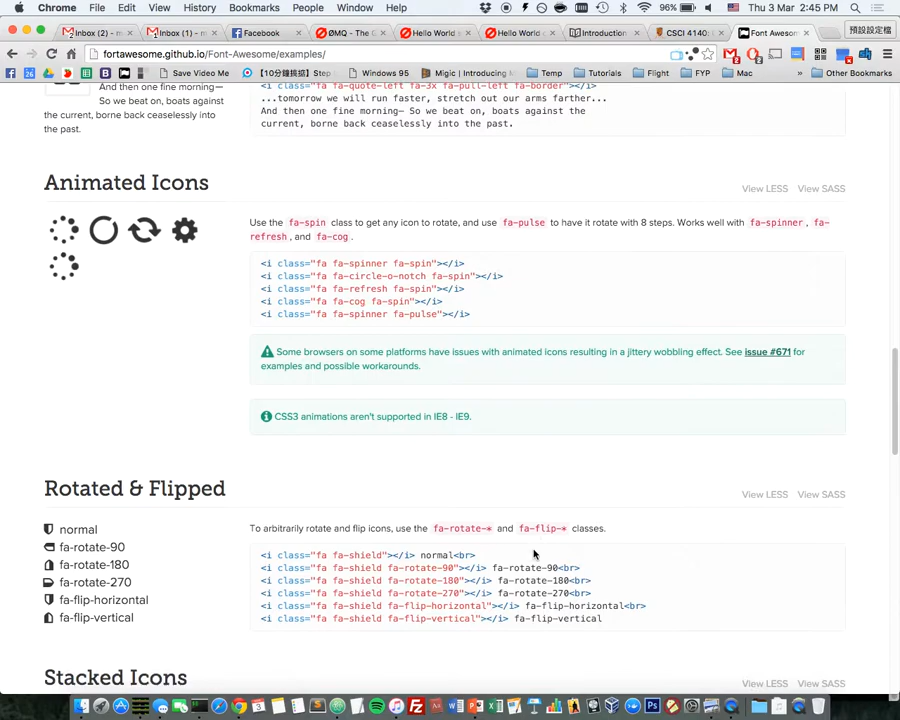 Chrome File Edit View History Bookmarks People Window Help 96% Thu 3 Mar 2:45 PM
Inbox (2) - m Inbox (1) - m Facebook ØMQ - The G Hello World Hello World Introduction CSCI 4140: Font Awesom 預設設定檔
fortawesome.github.io/Font-Awesome/examples/
Save Movie Windows 95 Migic | Introducing Temp Tutorials Flight FYP Mac » Other Bookmarks
And then one fine morning—
So we beat on, boats against
the current, borne back ceaselessly into
the past.
<i class="fa fa-quote-left fa-3x fa-pull-left fa-border"></i>
...tomorrow we will run faster, stretch out our arms farther...
And then one fine morning— So we beat on, boats against the
current, borne back ceaselessly into the past.
Animated Icons
View LESS View SASS
Use the fa-spin class to get any icon to rotate, and use fa-pulse to have it rotate with 8 steps. Works well with fa-spinner , fa-
refresh , and fa-cog .
<i class="fa fa-spinner fa-spin"></i>
<i class="fa fa-circle-o-notch fa-spin"></i>
<i class="fa fa-refresh fa-spin"></i>
<i class="fa fa-cog fa-spin"></i>
<i class="fa fa-spinner fa-pulse"></i>
Some browsers on some platforms have issues with animated icons resulting in a jittery wobbling effect. See issue #671 for
examples and possible workarounds.
CSS3 animations aren't supported in IE8 - IE9.
Rotated & Flipped
View LESS View SASS
normal
fa-rotate-90
fa-rotate-180
fa-rotate-270
fa-flip-horizontal
fa-flip-vertical
To arbitrarily rotate and flip icons, use the fa-rotate-* and fa-flip-* classes.
<i class="fa fa-shield"></i> normal<br>
<i class="fa fa-shield fa-rotate-90"></i> fa-rotate-90<br>
<i class="fa fa-shield fa-rotate-180"></i> fa-rotate-180<br>
<i class="fa fa-shield fa-rotate-270"></i> fa-rotate-270<br>
<i class="fa fa-shield fa-flip-horizontal"></i> fa-flip-horizontal<br>
<i class="fa fa-shield fa-flip-vertical"></i> fa-flip-vertical
Stacked Icons
View LESS View SASS